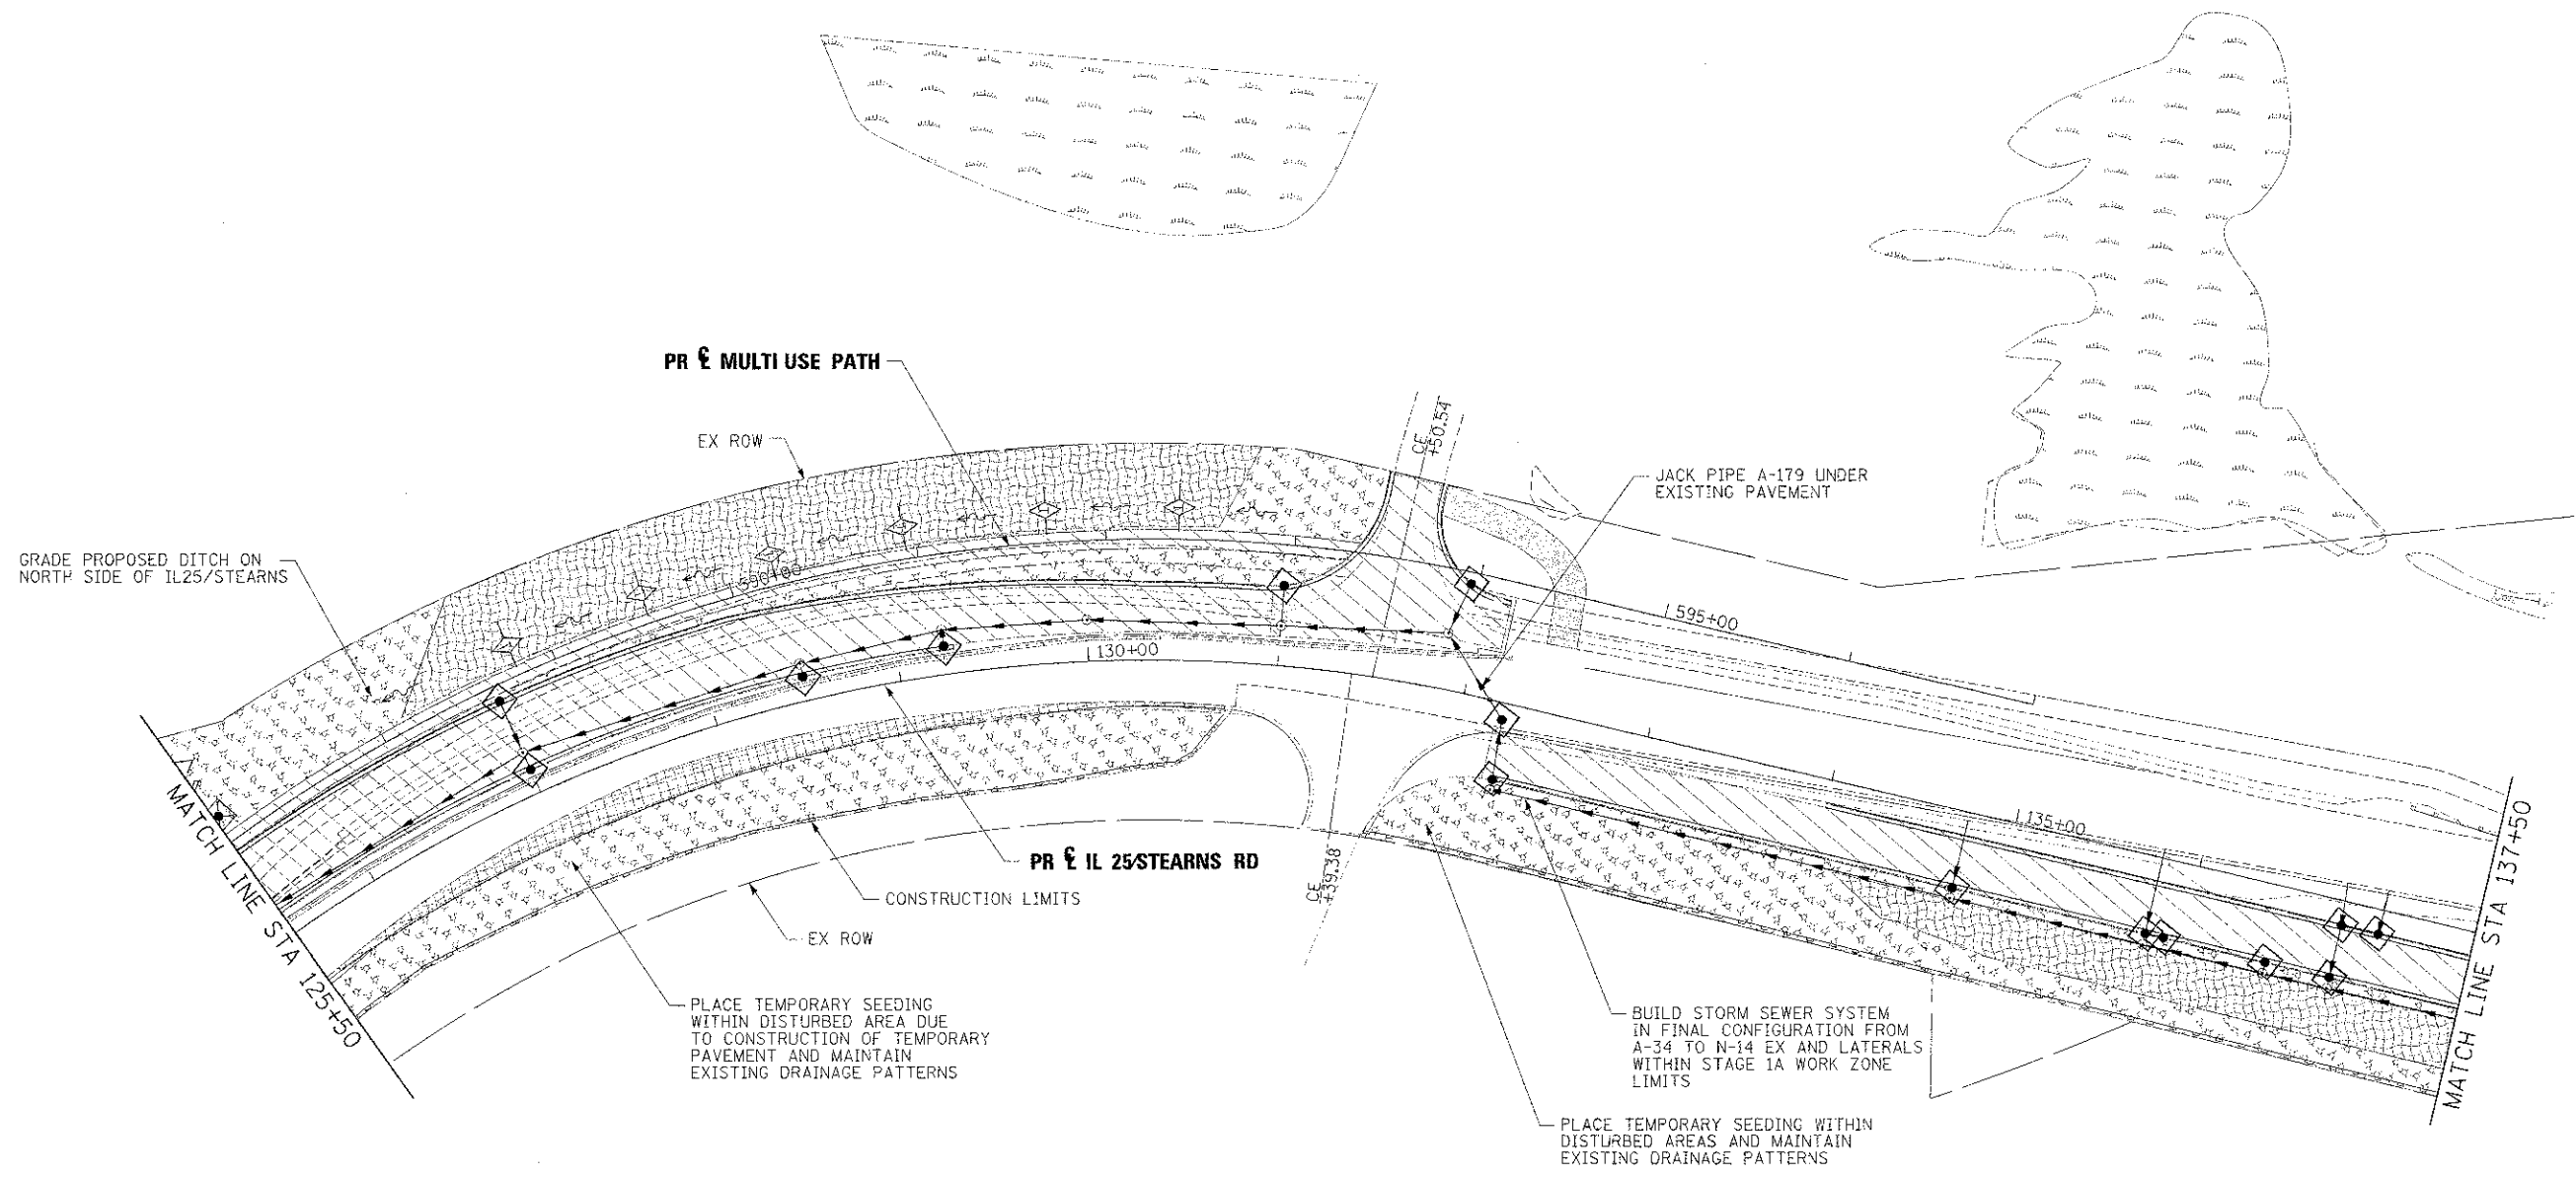 PR ℄ MULTI USE PATH
EX ROW
CE
+50.54
JACK PIPE A-179 UNDER
EXISTING PAVEMENT
GRADE PROPOSED DITCH ON
NORTH SIDE OF IL25/STEARNS
590+00
595+00
130+00
135+00
MATCH LINE STA 125+50
MATCH LINE STA 137+50
PR ℄ IL 25/STEARNS RD
CE
+39.38
CONSTRUCTION LIMITS
EX ROW
PLACE TEMPORARY SEEDING
WITHIN DISTURBED AREA DUE
TO CONSTRUCTION OF TEMPORARY
PAVEMENT AND MAINTAIN
EXISTING DRAINAGE PATTERNS
BUILD STORM SEWER SYSTEM
IN FINAL CONFIGURATION FROM
A-34 TO N-14 EX AND LATERALS
WITHIN STAGE 1A WORK ZONE
LIMITS
PLACE TEMPORARY SEEDING WITHIN
DISTURBED AREAS AND MAINTAIN
EXISTING DRAINAGE PATTERNS